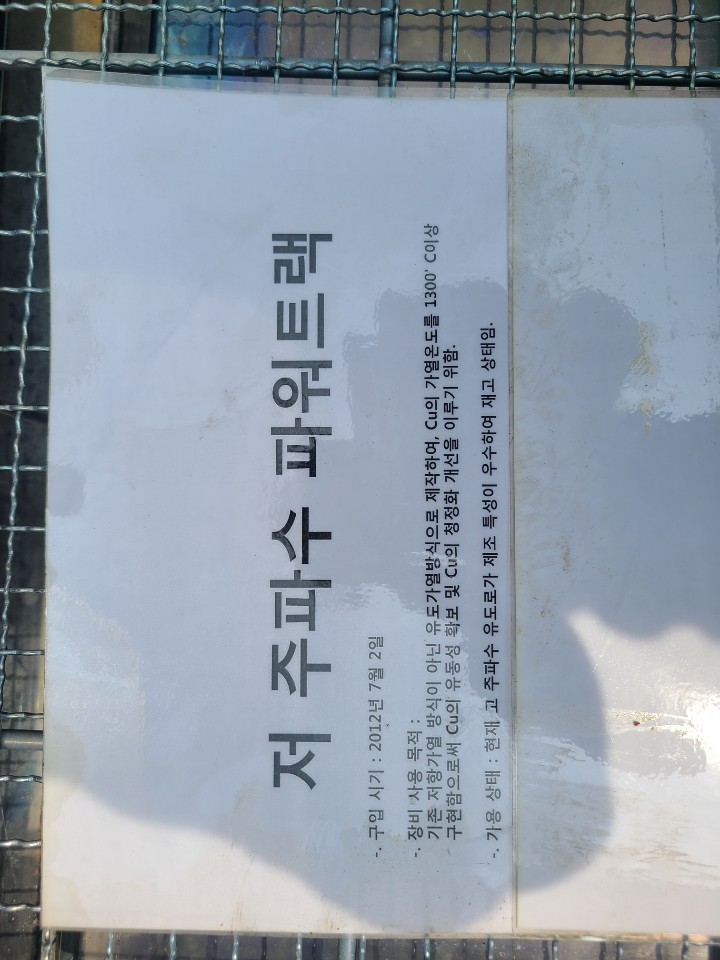 저 주파수 파워트랙
-. 구입 시기 : 2012년 7월 2일
-. 장비 사용 목적 :
기존 저항가열 방식이 아닌 유도가열방식으로 제작하여, Cu의 가열온도를 1300˚ C이상
구현함으로써 Cu의 유동성 확보 및 Cu의 청정화 개선을 이루기 위함.
-. 가용 상태 : 현재 고 주파수 유도로가 제조 특성이 우수하여 재고 상태임.